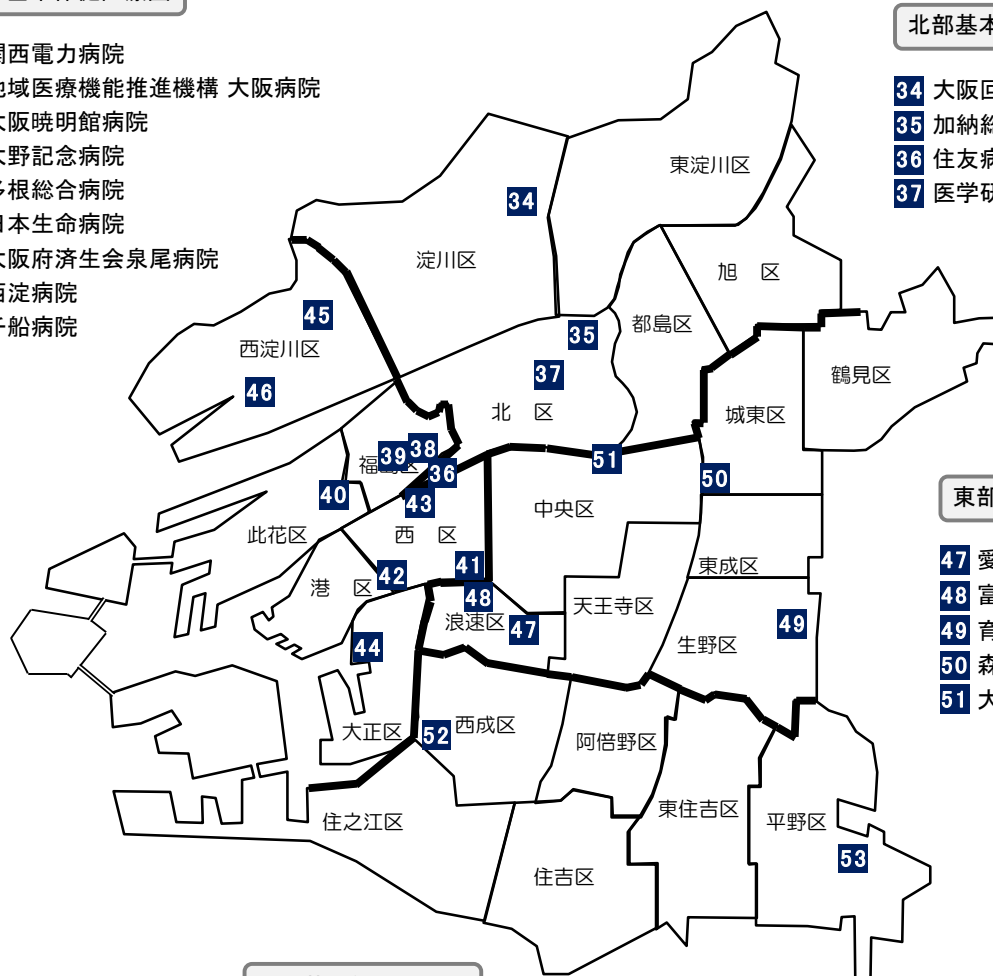 関西電力病院
地域医療機能推進機構 大阪病院
大阪暁明館病院
大野記念病院
多根総合病院
日本生命病院
大阪府済生会泉尾病院
西淀病院
千船病院
北部基本
34 大阪回
35 加納総
36 住友病
37 医学研
東部
47 愛
48 富
49 育
50 森
51 大
東淀川区
34
淀川区
旭 区
45
都島区
35
西淀川区
37
鶴見区
46
北 区
城東区
39
38
福島区
51
36
50
40
43
中央区
此花区
西 区
41
東成区
42
港 区
48
天王寺区
浪速区
47
49
44
生野区
大正区
52
西成区
阿倍野区
東住吉区
住之江区
平野区
53
住吉区